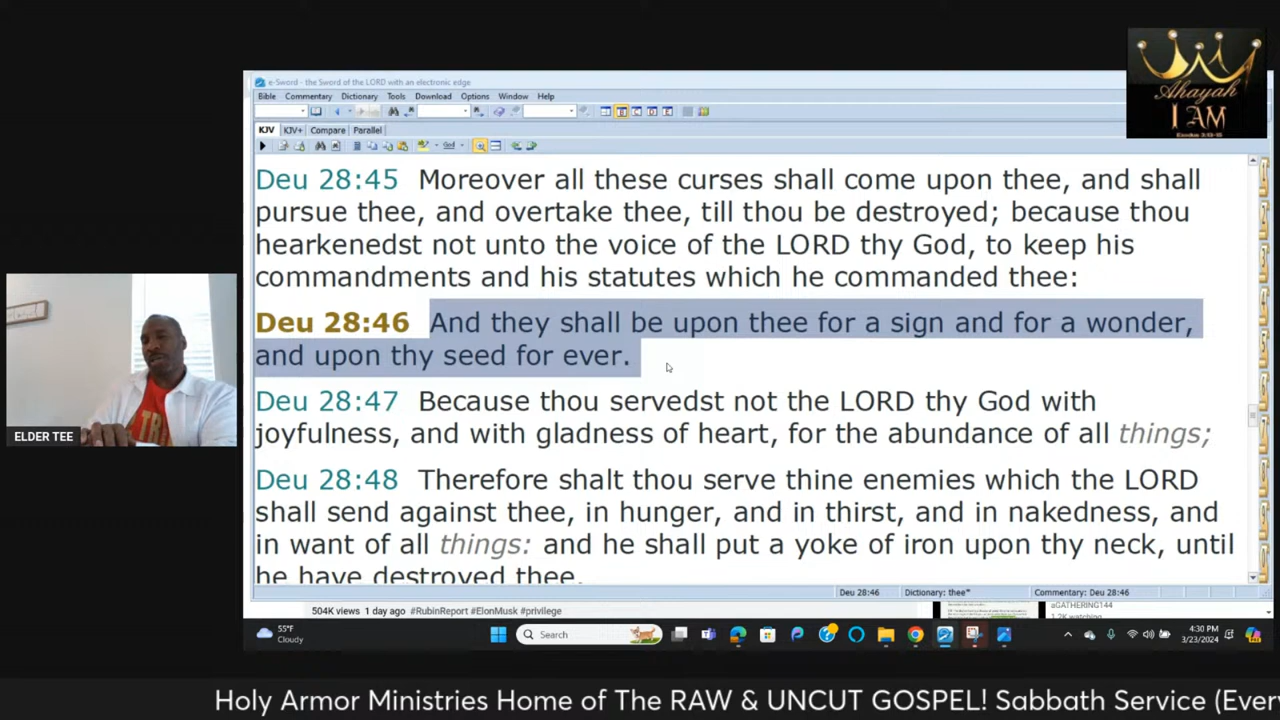 Ahayah
I AM
Exodus 3:13-15
e-Sword - the Sword of the LORD with an electronic edge
Bible Commentary Dictionary Tools Download Options Window Help
KJV KJV+ Compare Parallel
Deu 28:45 Moreover all these curses shall come upon thee, and shall
pursue thee, and overtake thee, till thou be destroyed; because thou
hearkenedst not unto the voice of the LORD thy God, to keep his
commandments and his statutes which he commanded thee:
Deu 28:46 And they shall be upon thee for a sign and for a wonder,
and upon thy seed for ever.
Deu 28:47 Because thou servedst not the LORD thy God with
joyfulness, and with gladness of heart, for the abundance of all things;
Deu 28:48 Therefore shalt thou serve thine enemies which the LORD
shall send against thee, in hunger, and in thirst, and in nakedness, and
in want of all things: and he shall put a yoke of iron upon thy neck, until
he have destroyed thee.
ELDER TEE
Deu 28:46 Dictionary: thee Commentary: Deu 28:46
504K views 1 day ago #RubinReport #ElonMusk #privilege
aGATHERING144
1.2K watching
55°F
Cloudy
Search
4:30 PM
3/23/2024
Holy Armor Ministries Home of The RAW & UNCUT GOSPEL! Sabbath Service (Ever